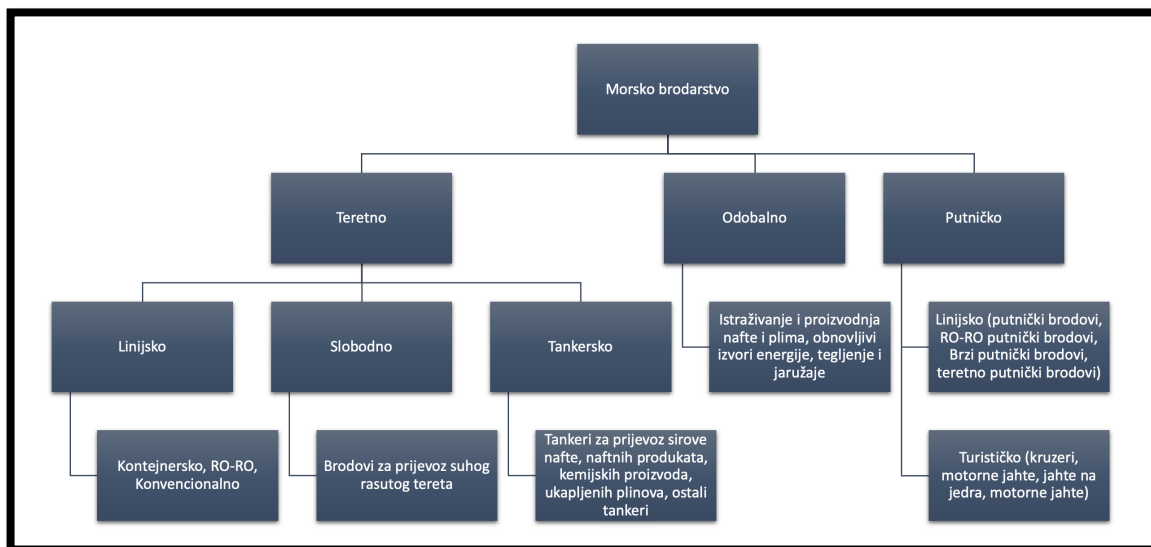 Morsko brodarstvo
Teretno
Odobalno
Putničko
Linijsko
Slobodno
Tankersko
Istraživanje i proizvodnja
nafte i plima, obnovljivi
izvori energije, tegljenje i
jaružaje
Linijsko (putnički brodovi,
RO-RO putnički brodovi,
Brzi putnički brodovi,
teretno putnički brodovi)
Kontejnersko, RO-RO,
Konvencionalno
Brodovi za prijevoz suhog
rasutog tereta
Tankeri za prijevoz sirove
nafte, naftnih produkata,
kemijskih proizvoda,
ukapljenih plinova, ostali
tankeri
Turističko (kruzeri,
motorne jahte, jahte na
jedra, motorne jahte)